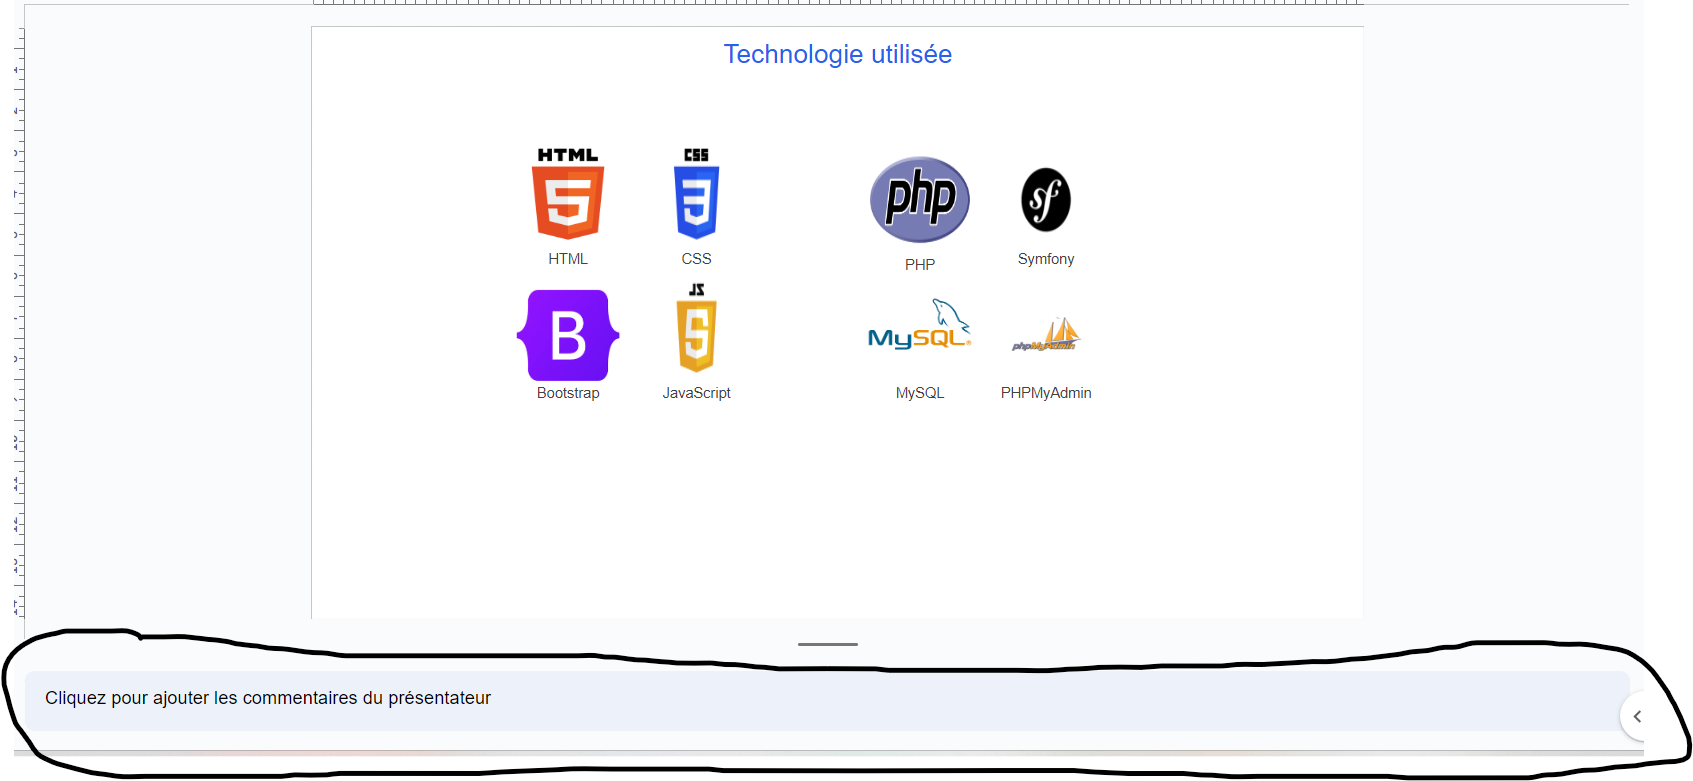 Technologie utilisée
HTML CSS
HTML CSS
php sf
PHP Symfony
JS
B
Bootstrap JavaScript
MySQL phpMyAdmin
MySQL PHPMyAdmin
Cliquez pour ajouter les commentaires du présentateur